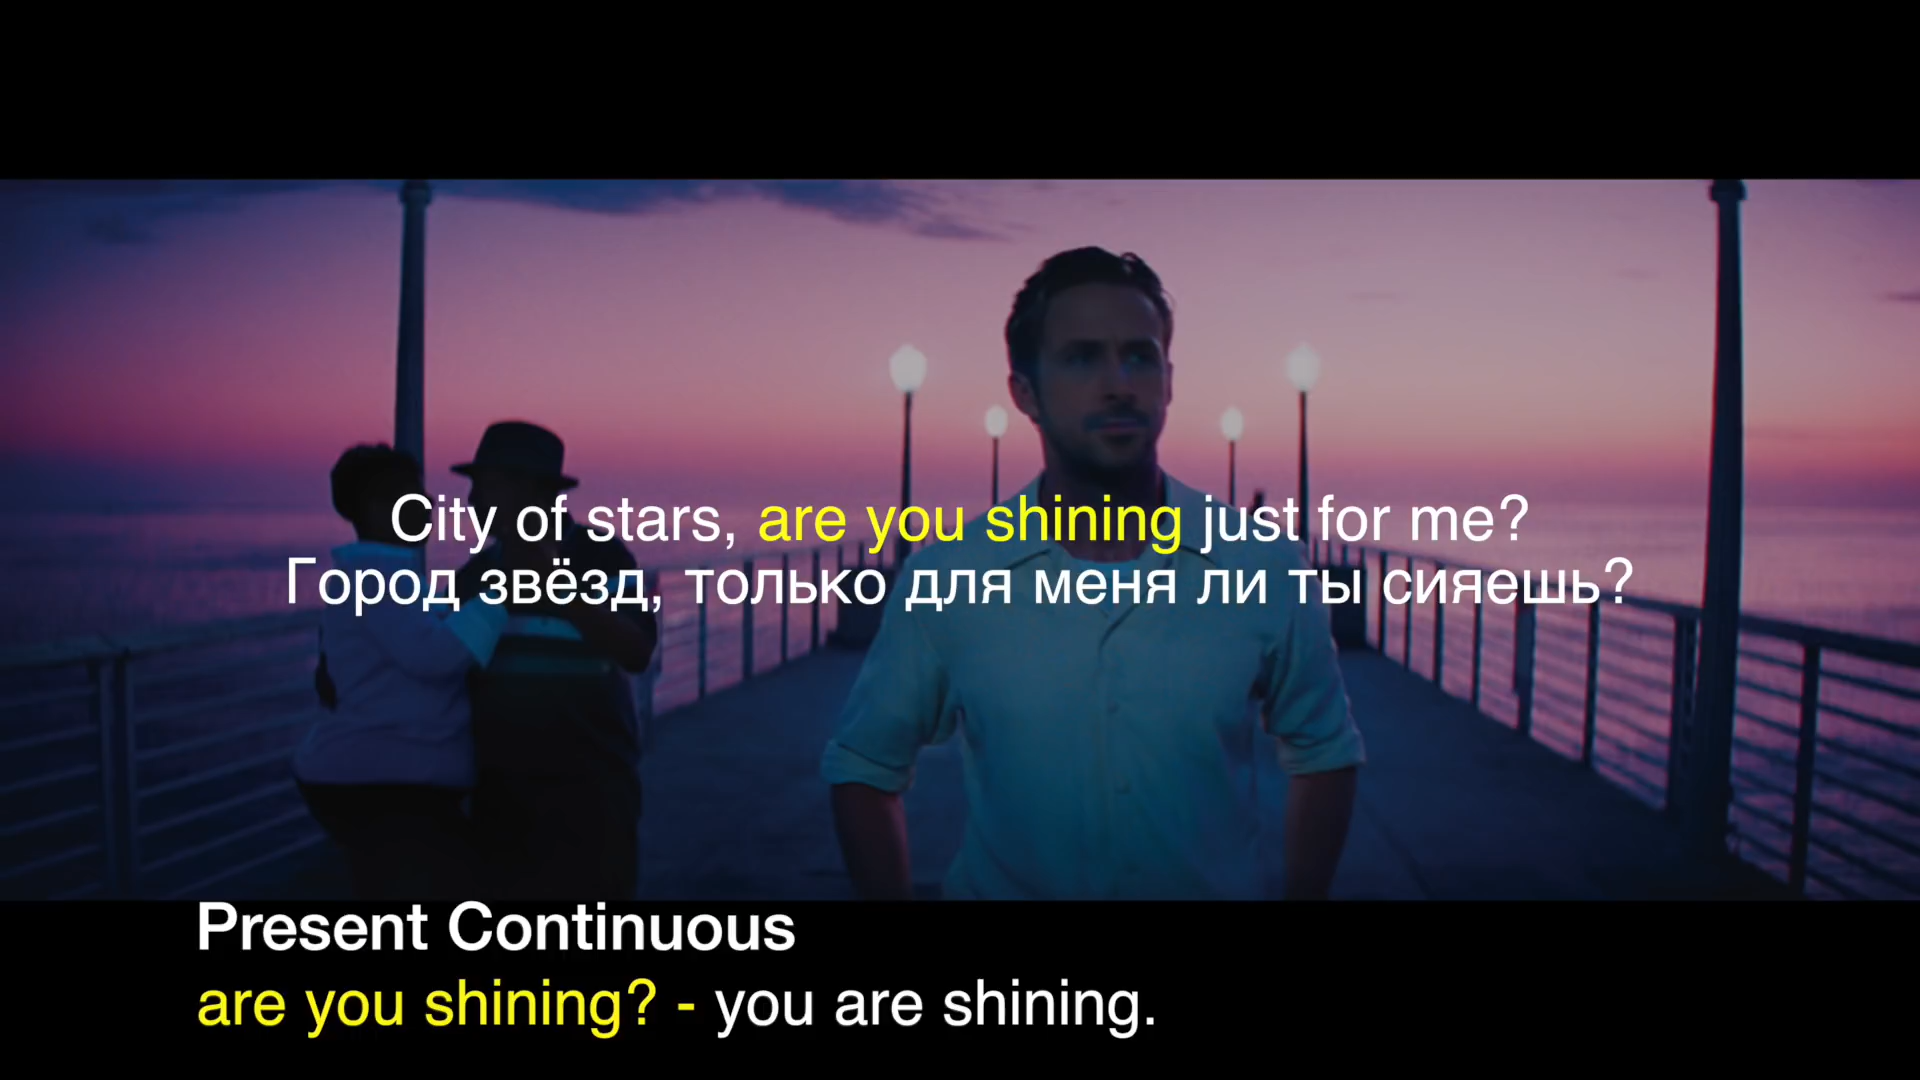 City of stars, are you shining just for me?
Город звёзд, только для меня ли ты сияешь?
Present Continuous
are you shining? - you are shining.